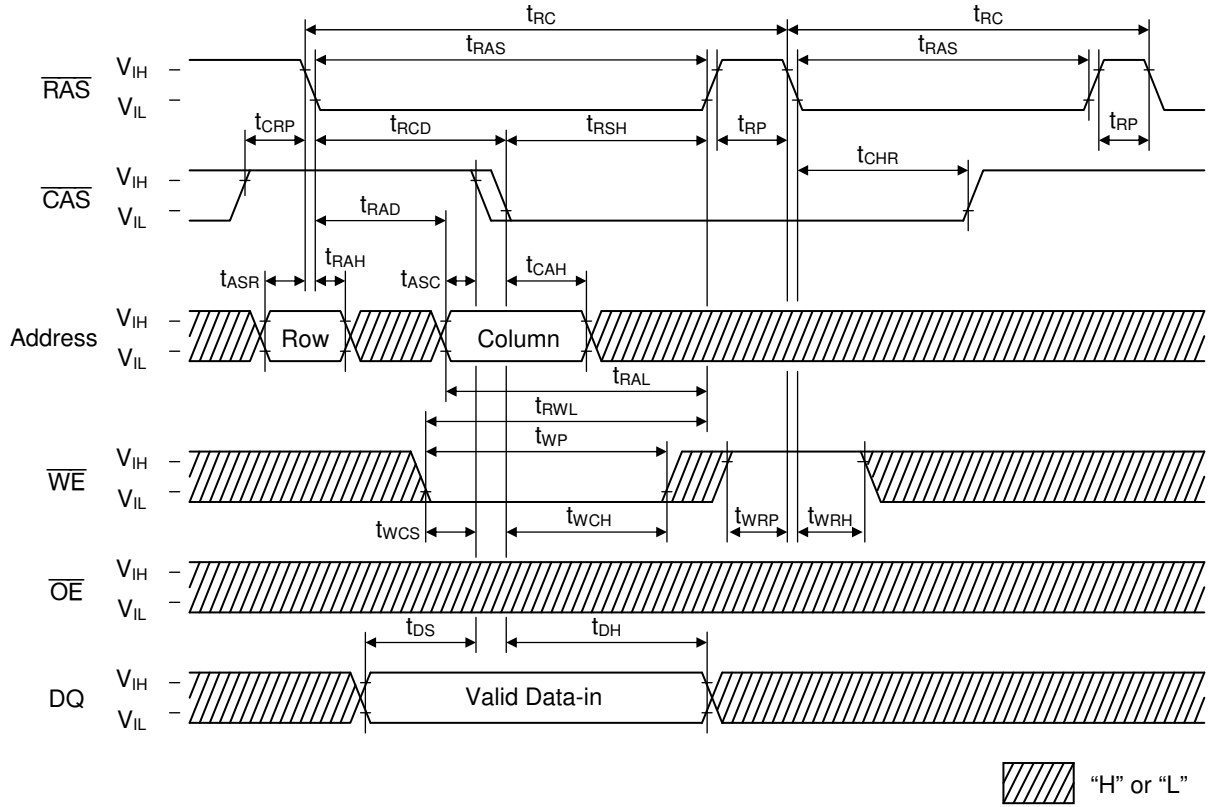 tRC tRC
tRAS tRAS
RAS VIH
VIL
tCRP tRCD tRSH tRP tCHR tRP
CAS VIH
VIL
tRAD
tASR tRAH tASC tCAH
Address VIH
VIL
Row Column
tRAL
tRWL
tWP
WE VIH
VIL
tWCS tWCH tWRP tWRH
OE VIH
VIL
tDS tDH
DQ VIH
VIL
Valid Data-in
“H” or “L”